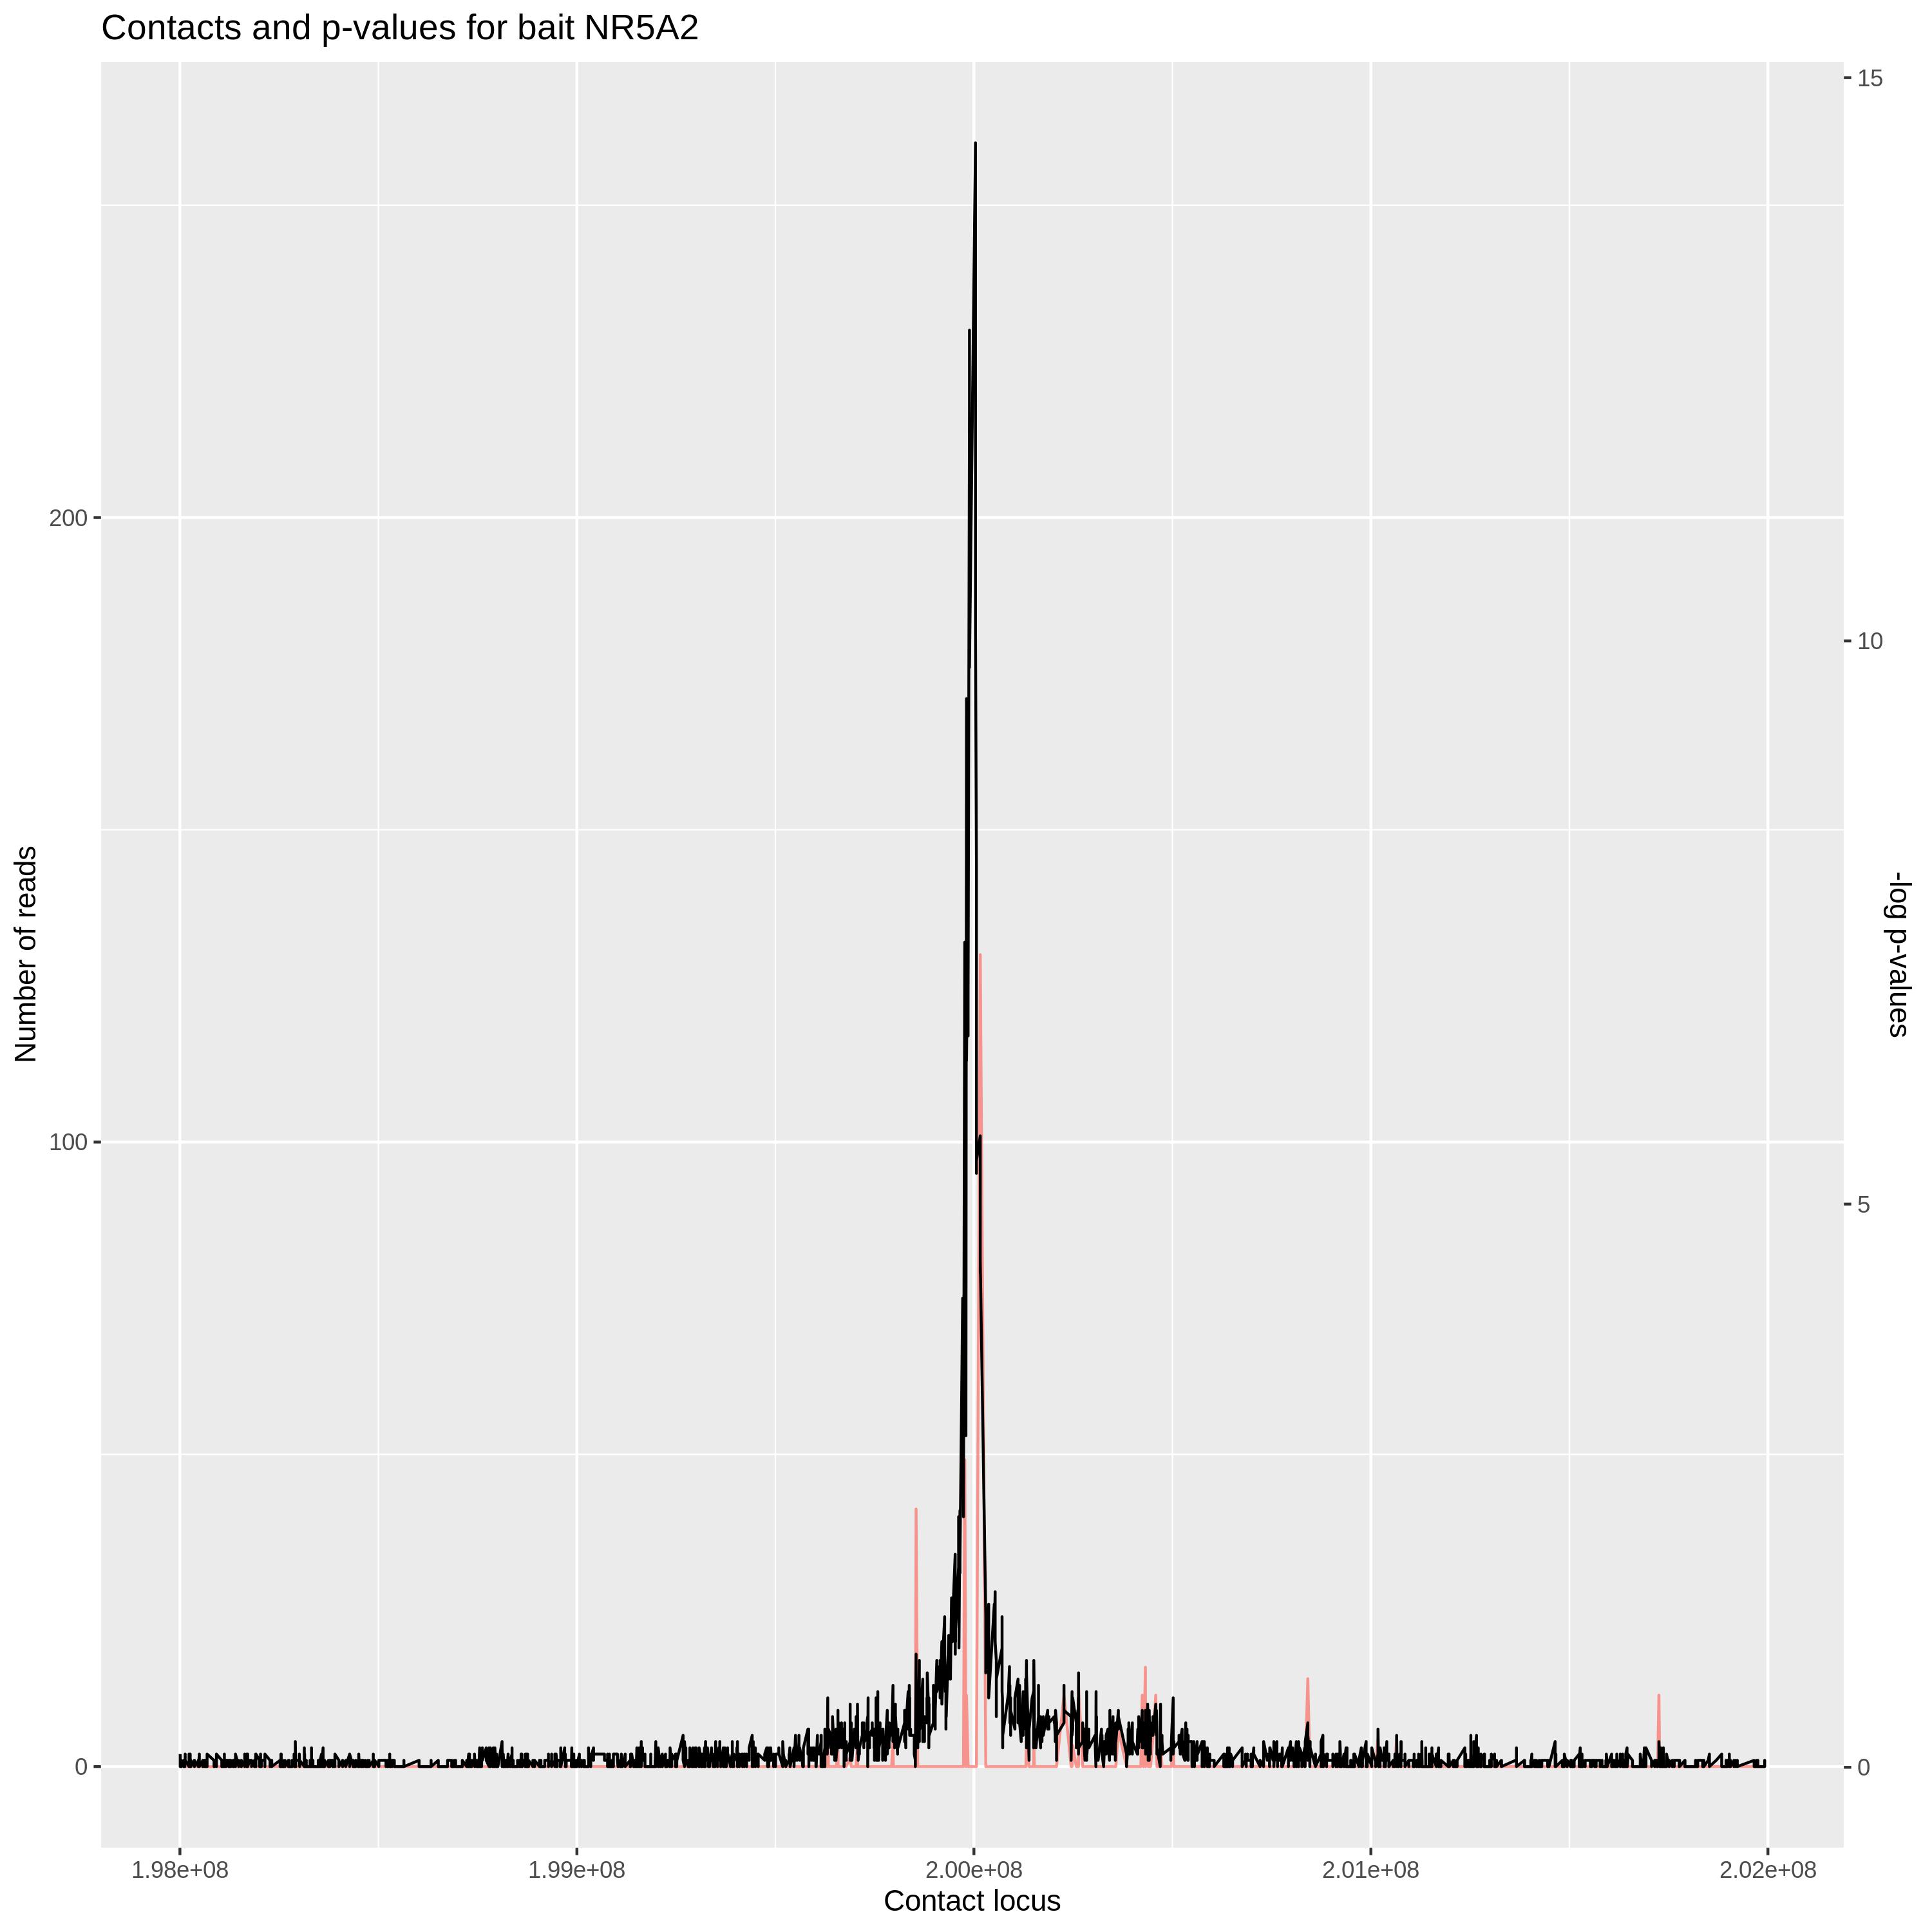 Contacts and p-values for bait NR5A2
15
200
10
Number of reads
-log p-values
100
5
0
0
1.98e+08 1.99e+08 2.00e+08 2.01e+08 2.02e+08
Contact locus